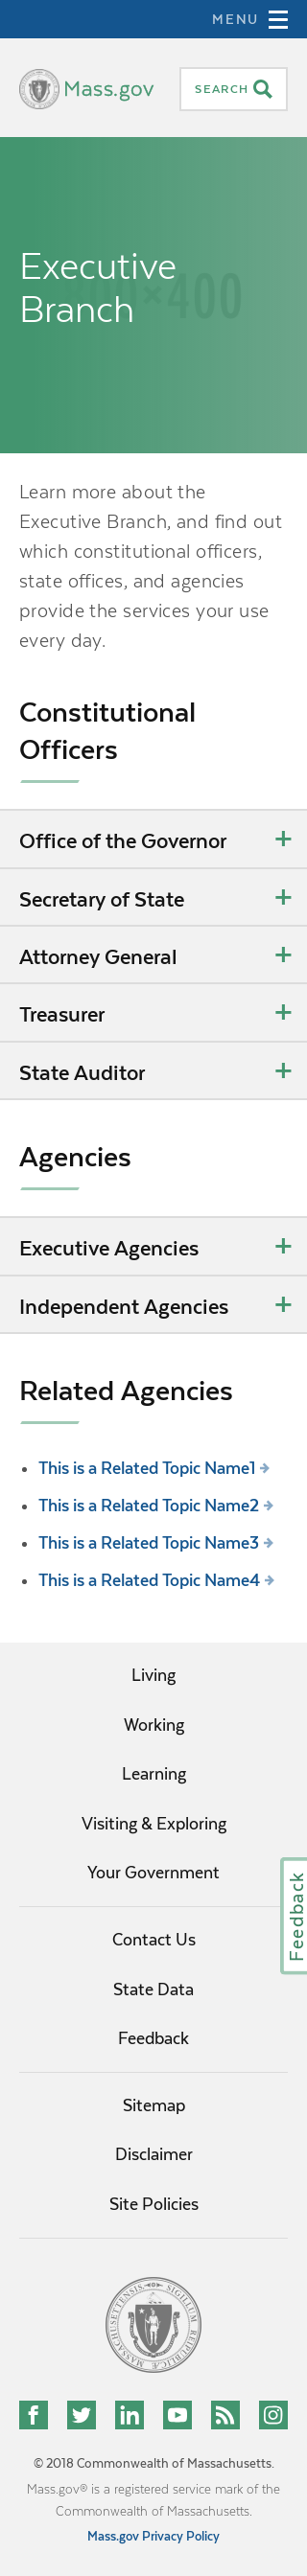 MENU
Mass.gov
SEARCH
Executive
Branch
×400
Learn more about the
Executive Branch, and find out
which constitutional officers,
state offices, and agencies
provide the services your use
every day.
Constitutional
Officers
Office of the Governor
Secretary of State
Attorney General
Treasurer
State Auditor
Agencies
Executive Agencies
Independent Agencies
Related Agencies
This is a Related Topic Name1
This is a Related Topic Name2
This is a Related Topic Name3
This is a Related Topic Name4
Living
Working
Learning
Visiting & Exploring
Your Government
Feedback
Contact Us
State Data
Feedback
Sitemap
Disclaimer
Site Policies
© 2018 Commonwealth of Massachusetts.
Mass.gov® is a registered service mark of the
Commonwealth of Massachusetts.
Mass.gov Privacy Policy